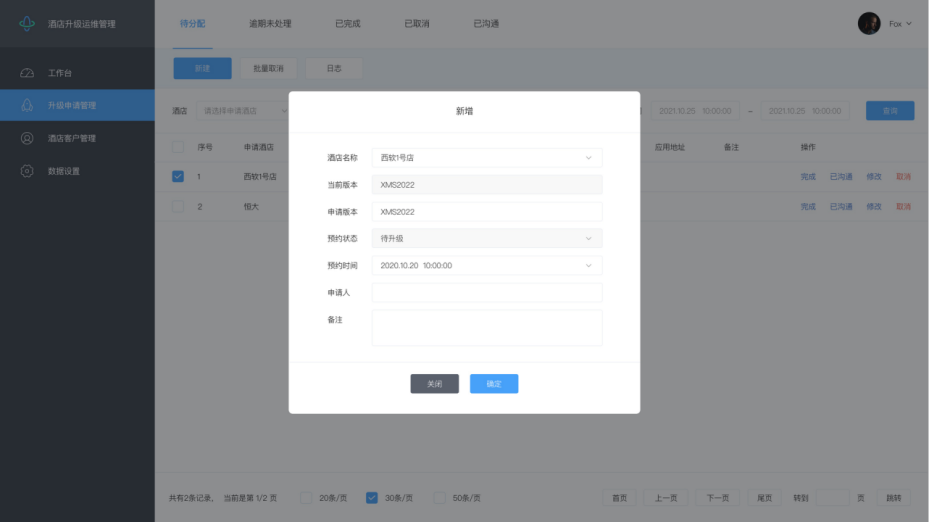 酒店升级运维管理
待分配 逾期未处理 已完成 已取消 已沟通
Fox
工作台
升级申请管理
酒店客户管理
数据设置
新建 批量取消 日志
酒店 请选择申请酒店 2021.10.25 10:00:00 ~ 2021.10.25 10:00:00 查询
序号 申请酒店 应用地址 备注 操作
1 西软1号店 完成 已沟通 修改 取消
2 恒大 完成 已沟通 修改 取消
新增
酒店名称 西软1号店
当前版本 XMS2022
申请版本 XMS2022
预约状态 待升级
预约时间 2020.10.20 10:00:00
申请人
备注
关闭 确定
共有2条记录， 当前是第 1/2 页 20条/页 30条/页 50条/页 首页 上一页 下一页 尾页 转到 页 跳转